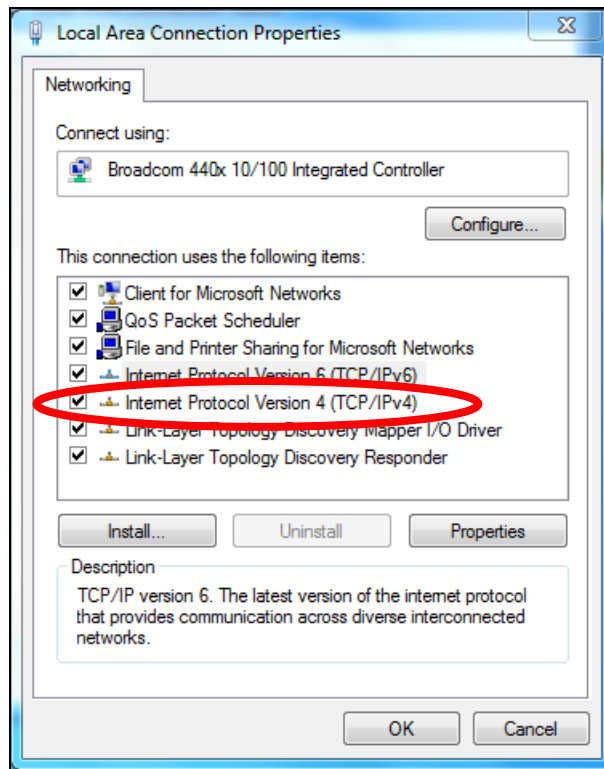 Local Area Connection Properties
Networking
Connect using:
Broadcom 440x 10/100 Integrated Controller
Configure...
This connection uses the following items:
Client for Microsoft Networks
QoS Packet Scheduler
File and Printer Sharing for Microsoft Networks
Internet Protocol Version 6 (TCP/IPv6)
Internet Protocol Version 4 (TCP/IPv4)
Link-Layer Topology Discovery Mapper I/O Driver
Link-Layer Topology Discovery Responder
Install...
Uninstall
Properties
Description
TCP/IP version 6. The latest version of the internet protocol
that provides communication across diverse interconnected
networks.
OK
Cancel